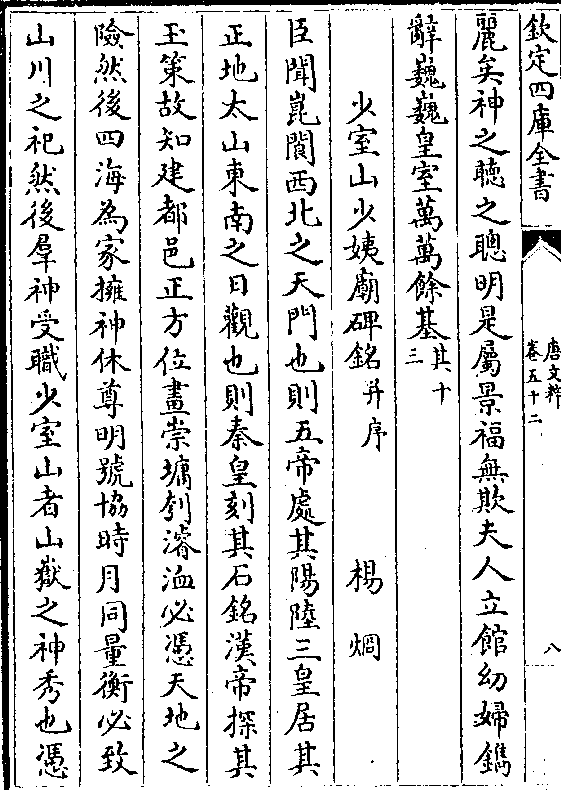 欽定四庫全書
唐文粹
卷五十二
八
麗矣神之聴之聰明是屬景福無欺夫人立館幼婦鐫
辭巍巍皇室萬萬餘基其十三
少室山少姨廟碑銘并序 楊烱
臣聞崑閬西北之天門也則五帝處其陽陸三皇居其
正地太山東南之日觀也則秦皇刻其石銘漢帝探其
玉策故知建都邑正方位畫崇墉刳濬洫必憑天地之
險然後四海為家擁神休尊明號協時月同量衡必致
山川之祀然後羣神受職少室山者山嶽之神秀也憑